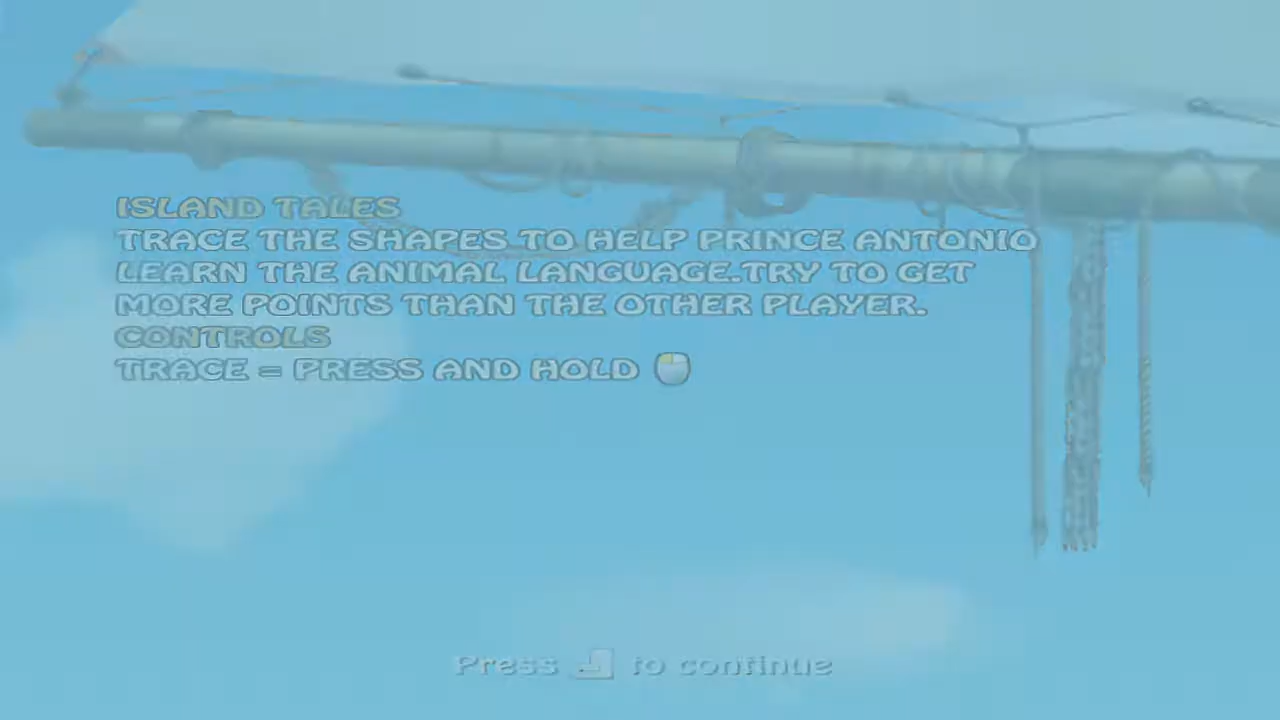 ISLAND TALES
TRACE THE SHAPES TO HELP PRINCE ANTONIO
LEARN THE ANIMAL LANGUAGE.TRY TO GET
MORE POINTS THAN THE OTHER PLAYER.
CONTROLS
TRACE = PRESS AND HOLD
Press to continue